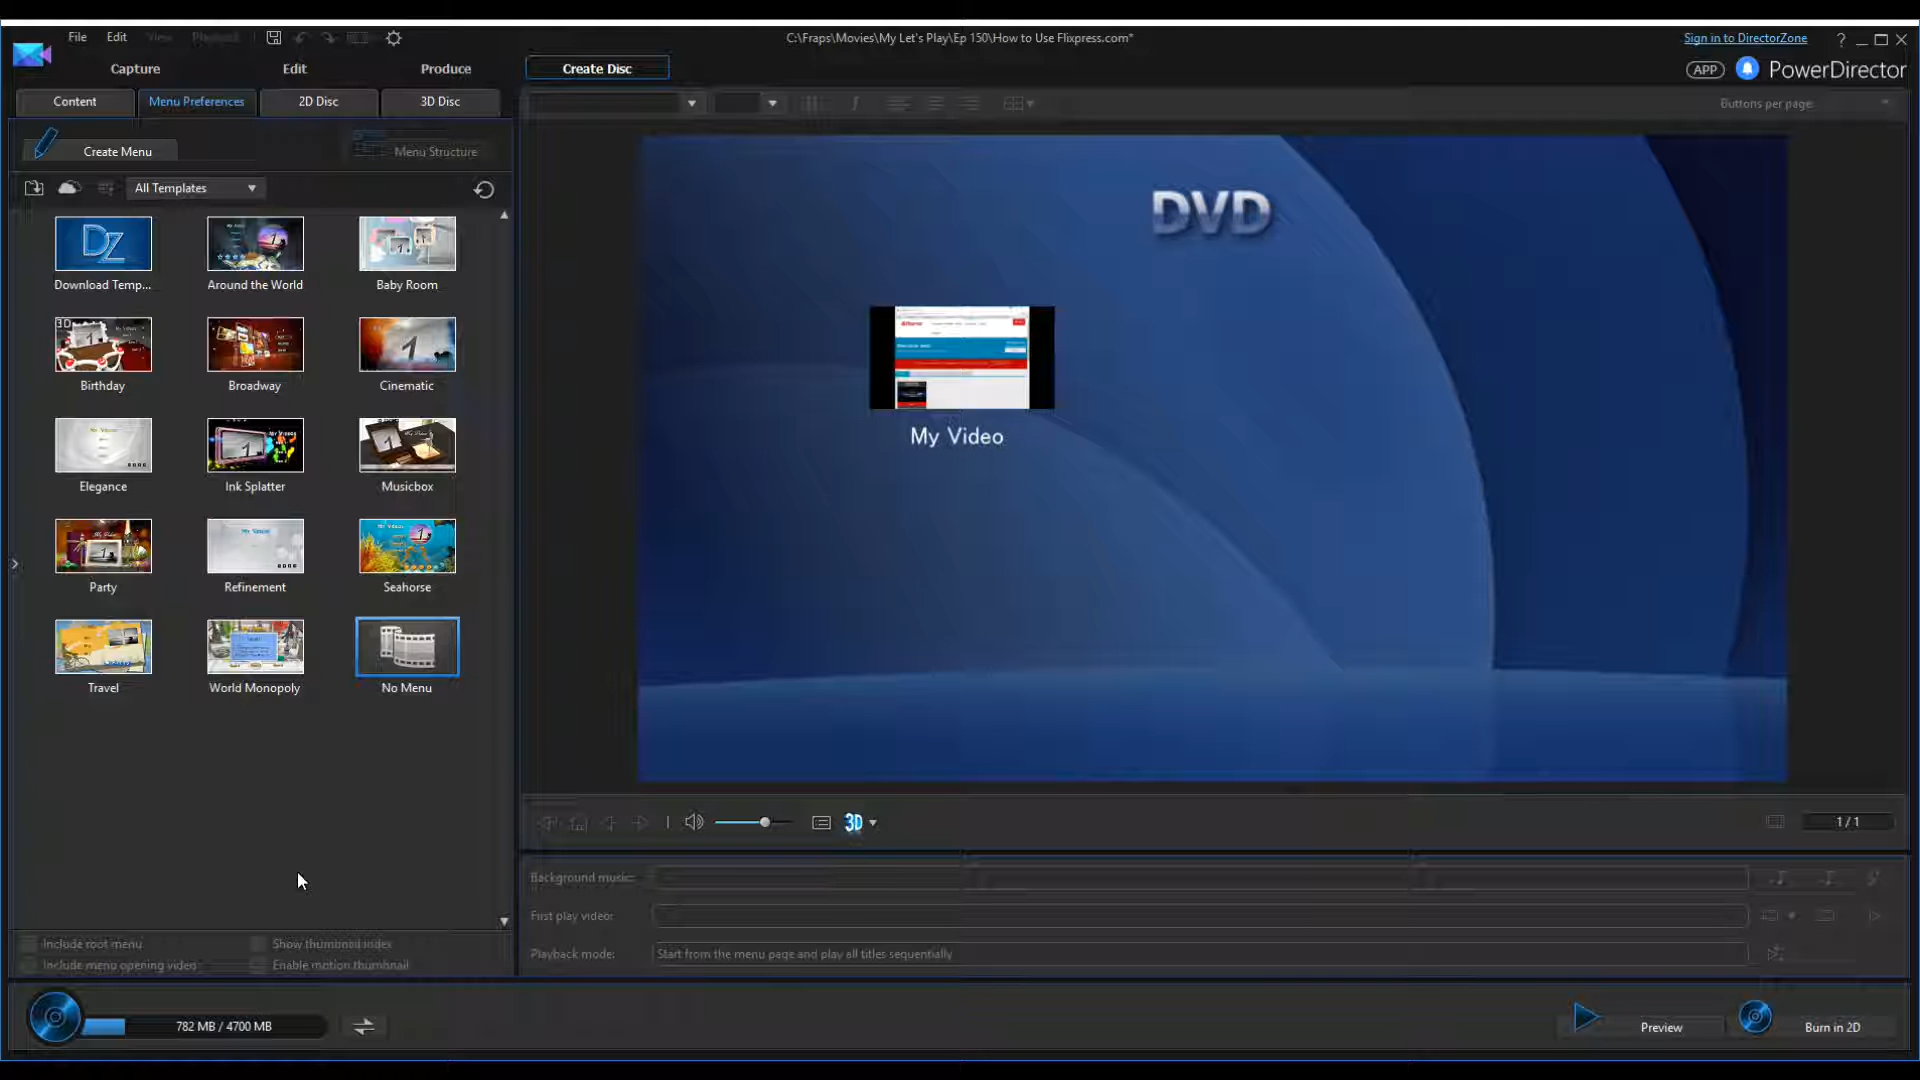 File Edit View Playback
C:\Fraps\Movies\My Let's Play\Ep 150\How to Use Flixpress.com*
Sign in to DirectorZone
?
Capture Edit Produce Create Disc
APP PowerDirector
Content Menu Preferences 2D Disc 3D Disc
Buttons per page:
Create Menu Menu Structure
All Templates
DVD
Download Temp... Around the World Baby Room
3D
Birthday Broadway Cinematic
My Video
Elegance Ink Splatter Musicbox
Party Refinement Seahorse
Travel World Monopoly No Menu
3D
1 / 1
Background music:
First play video:
Playback mode: Start from the menu page and play all titles sequentially
Include root menu Show thumbnail index
Include menu opening video Enable motion thumbnail
782 MB / 4700 MB
Preview Burn in 2D